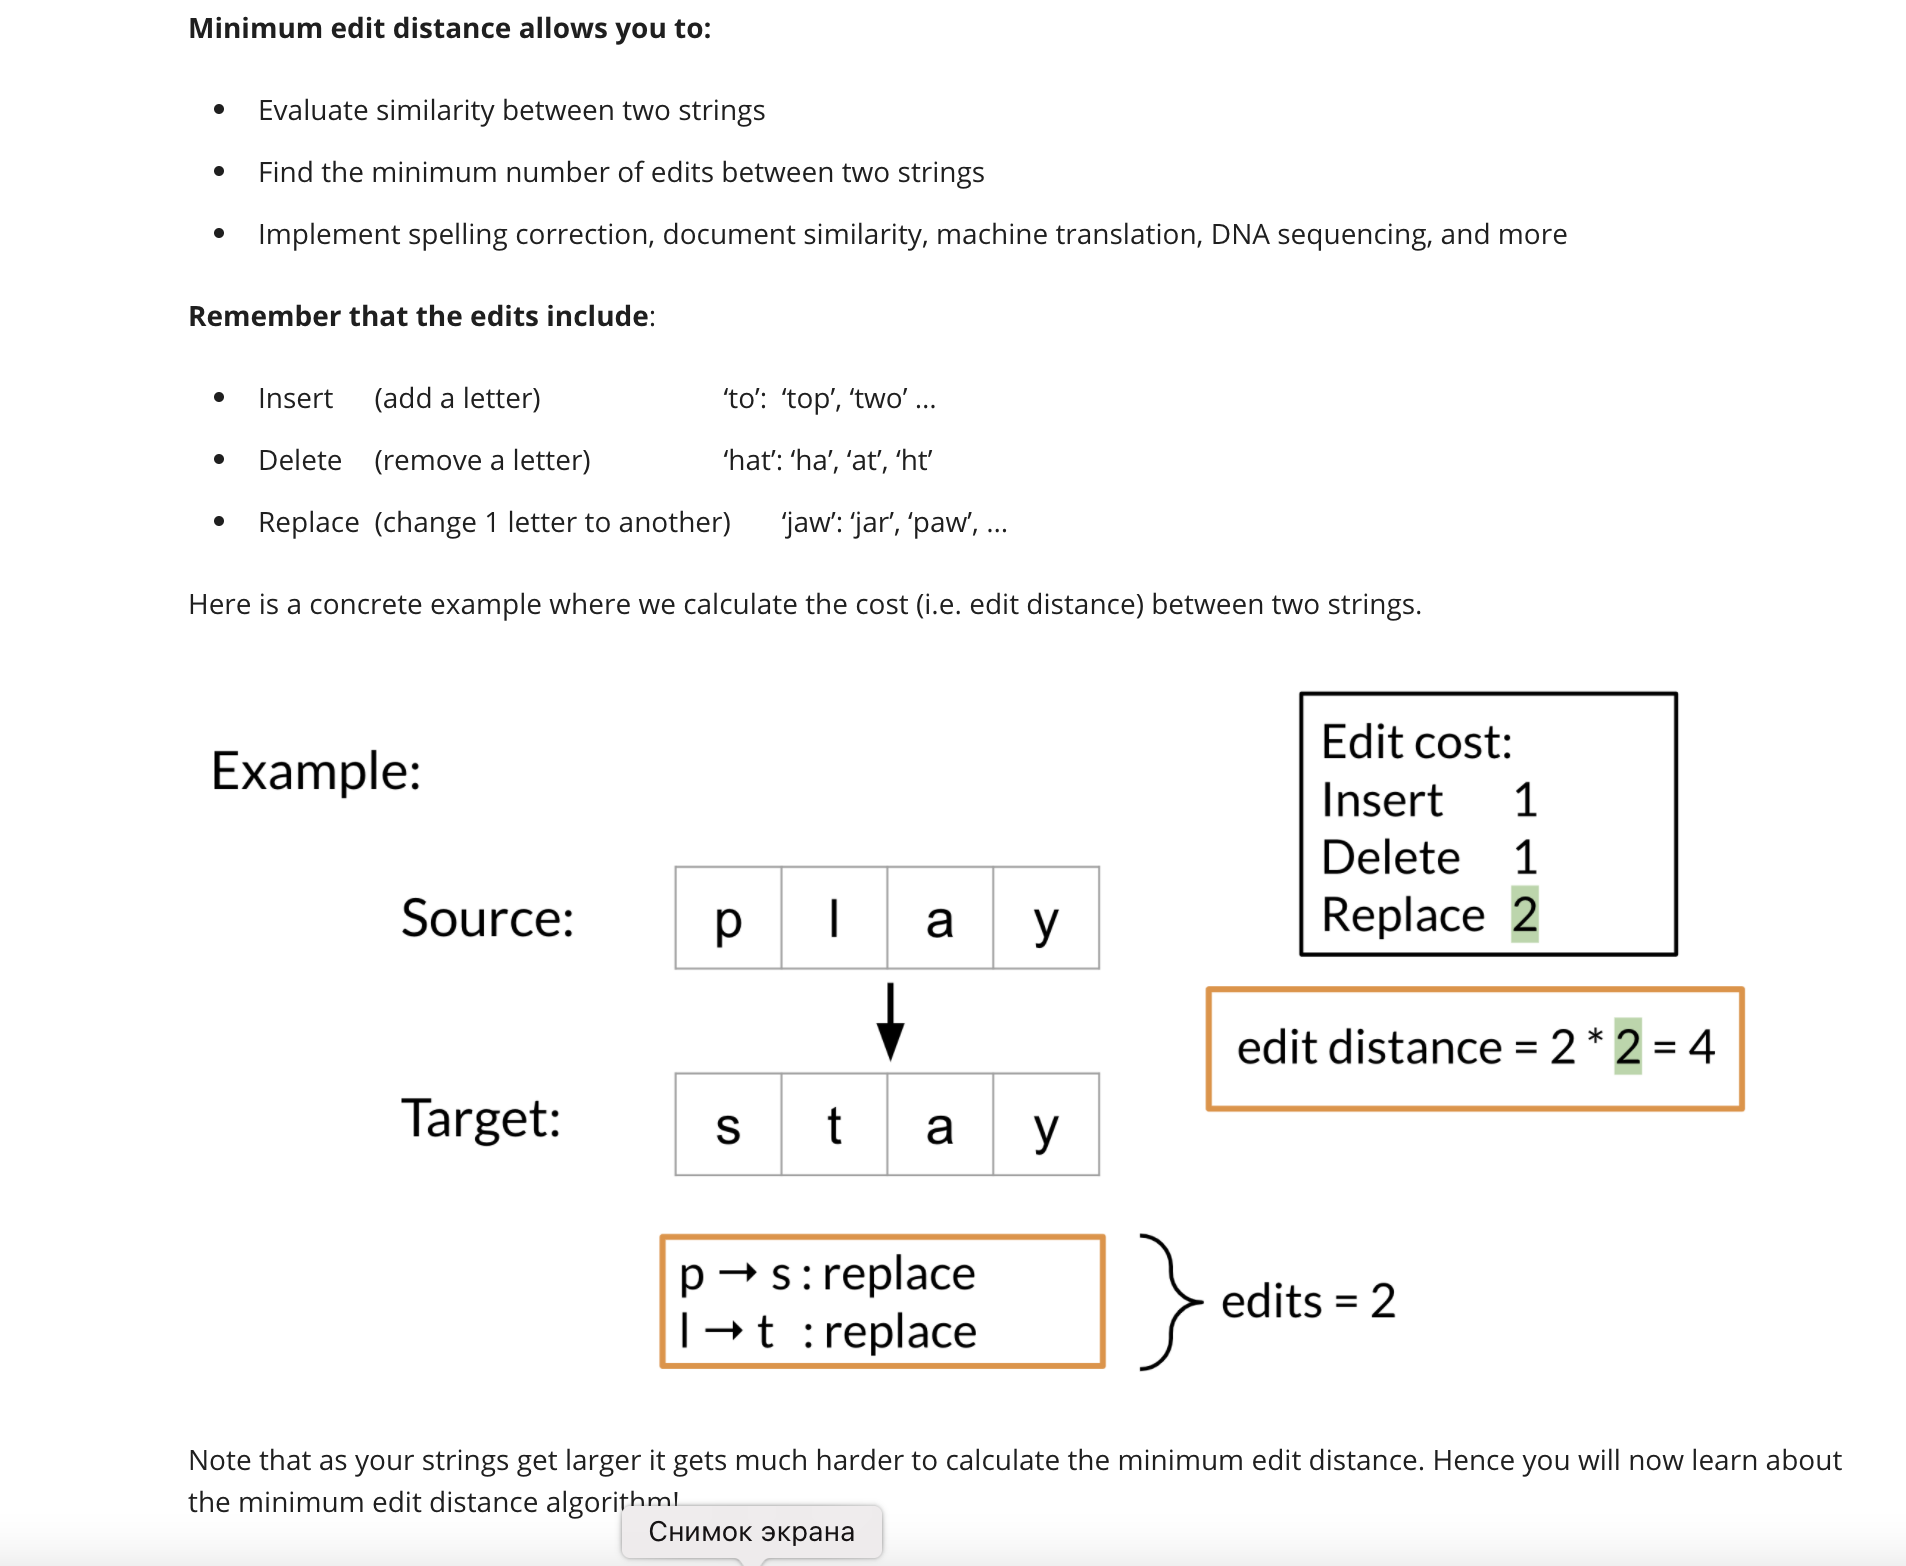 Minimum edit distance allows you to:
• Evaluate similarity between two strings
• Find the minimum number of edits between two strings
• Implement spelling correction, document similarity, machine translation, DNA sequencing, and more
Remember that the edits include:
• Insert (add a letter) ‘to’: ‘top’, ‘two’ ...
• Delete (remove a letter) ‘hat’: ‘ha’, ‘at’, ‘ht’
• Replace (change 1 letter to another) ‘jaw’: ‘jar’, ‘paw’, ...
Here is a concrete example where we calculate the cost (i.e. edit distance) between two strings.
Example:
Edit cost:
Insert 1
Delete 1
Replace 2
Source: p l a y
edit distance = 2 * 2 = 4
Target: s t a y
p → s : replace
l → t : replace
edits = 2
Note that as your strings get larger it gets much harder to calculate the minimum edit distance. Hence you will now learn about
the minimum edit distance algorithm!
Снимок экрана